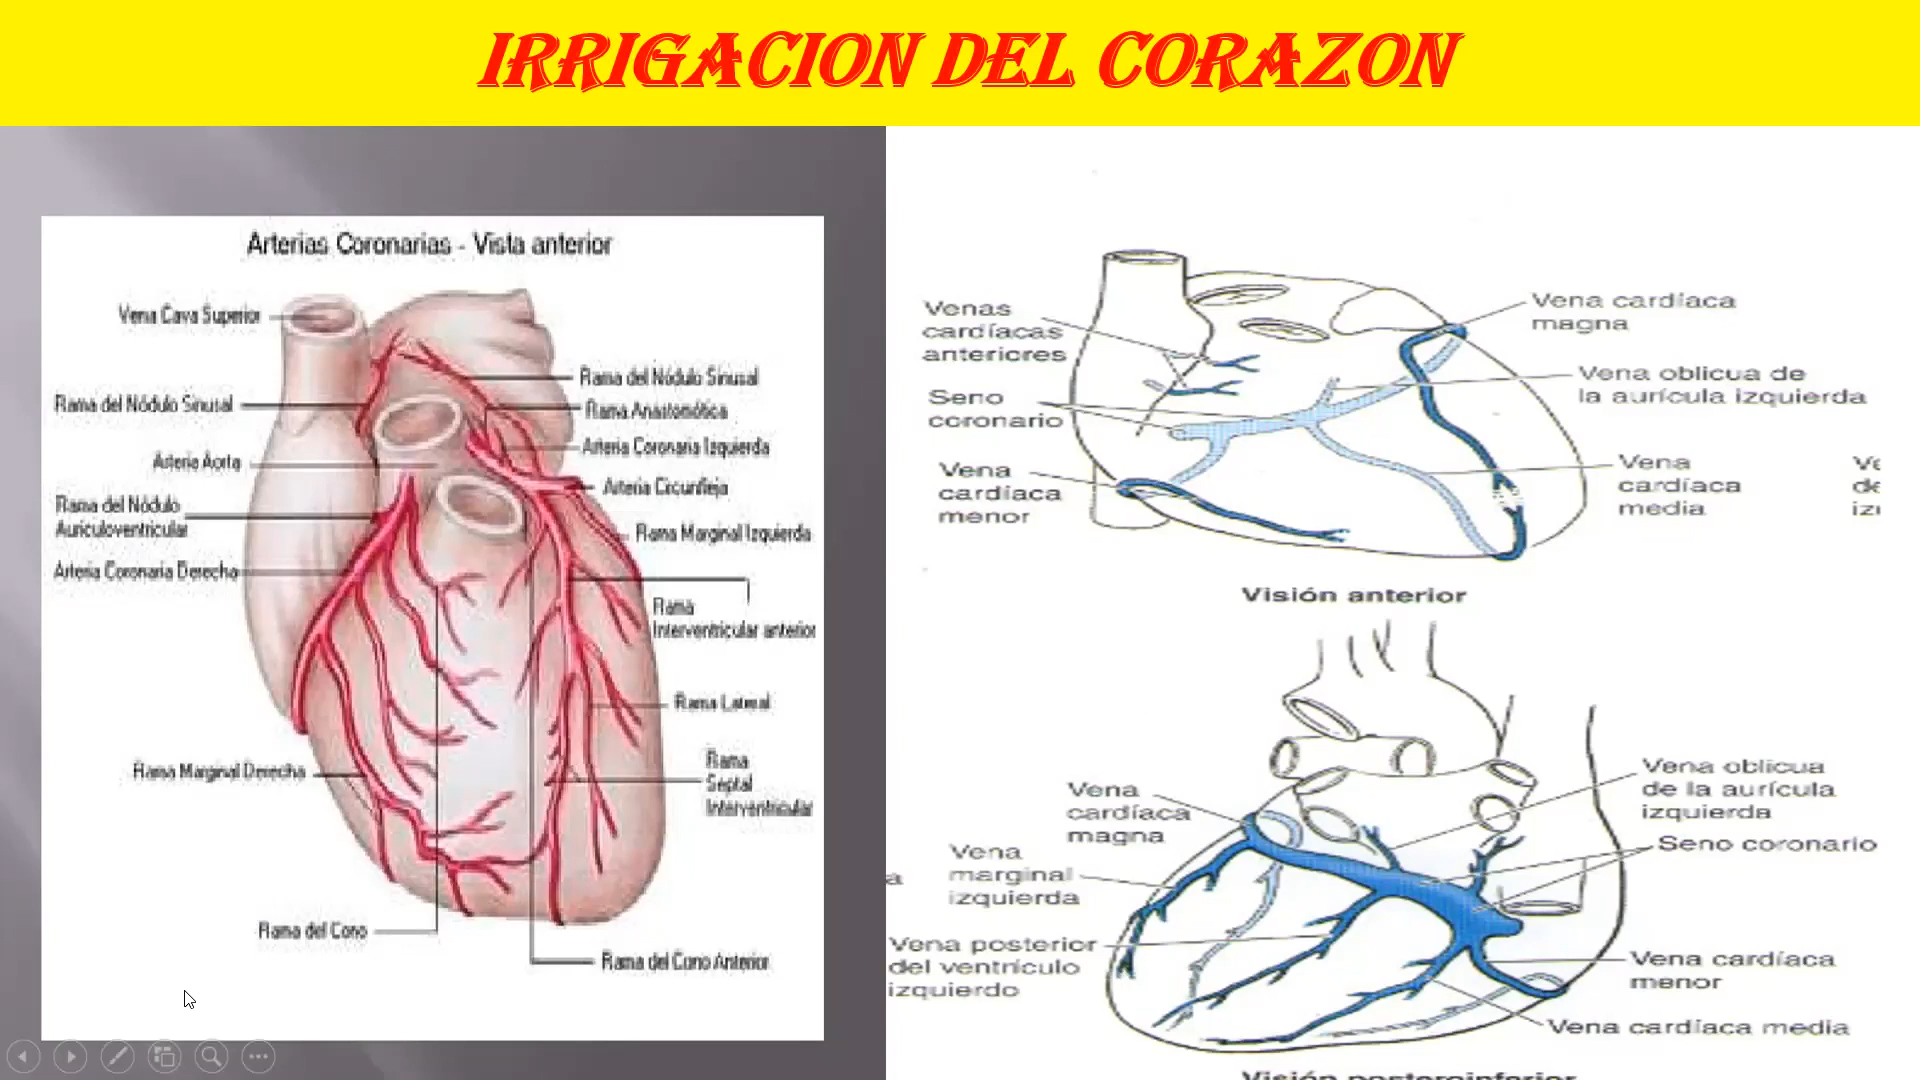 IRRIGACION DEL CORAZON
Arterias Coronarias - Vista anterior
Vena Cava Superior
Rama del Nódulo Sinusal
Arteria Aorta
Rama del Nódulo
Auriculoventricular
Arteria Coronaria Derecha
Rama Marginal Derecha
Rama del Cono
Rama del Nódulo Sinusal
Rama Anastomótica
Arteria Coronaria Izquierda
Arteria Circunfleja
Rama Marginal Izquierda
Rama
Interventricular anterior
Rama Lateral
Rama
Septal
Interventricular
Rama del Cono Anterior
Venas
cardíacas
anteriores
Seno
coronario
Vena
cardíaca
menor
Vena cardíaca
magna
Vena oblicua de
la aurícula izquierda
Vena
cardíaca
media
Visión anterior
Vena
cardíaca
magna
Vena
marginal
izquierda
Vena posterior
del ventrículo
izquierdo
Vena oblicua
de la aurícula
izquierda
Seno coronario
Vena cardíaca
menor
Vena cardíaca media
Visión posteroinferior